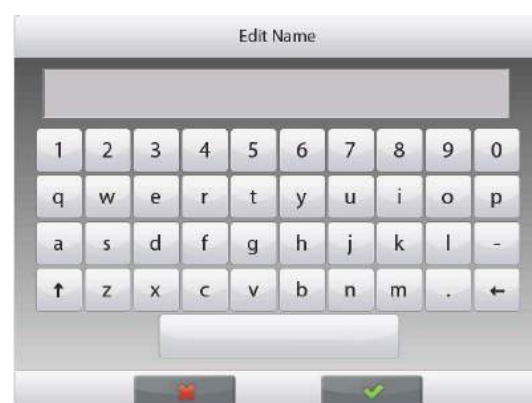 Edit Name
1 2 3 4 5 6 7 8 9 0
q w e r t y u i o p
a s d f g h j k l -
↑ z x c v b n m . ←